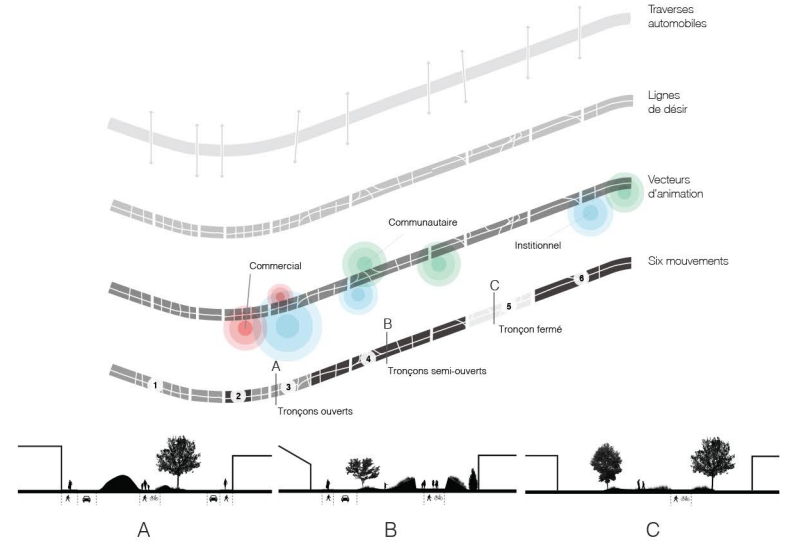 Traverses
automobiles
Lignes
de désir
Vecteurs
d'animation
Communautaire
Institionnel
Commercial
Six mouvements
C
6
5
B
Tronçon fermé
4
A
Tronçons semi-ouverts
1
2
3
Tronçons ouverts
A
B
C